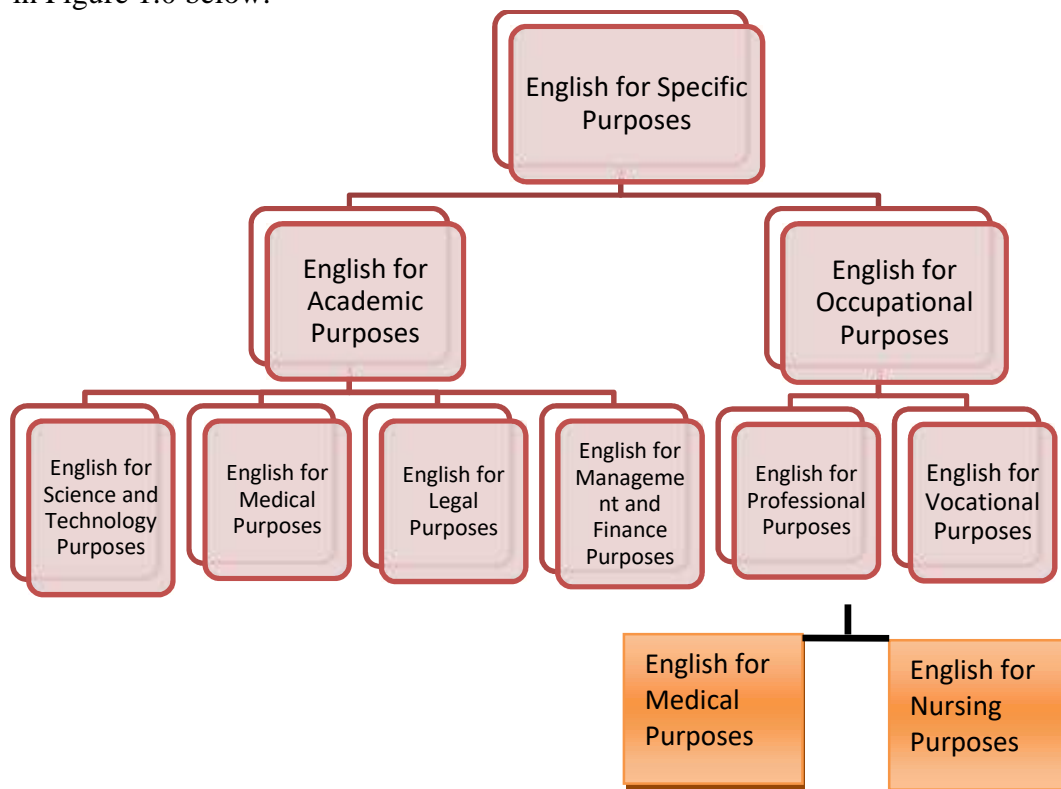 in Figure 1.6 below.
English for Specific
Purposes
English for
Academic
Purposes
English for
Occupational
Purposes
English for
Science and
Technology
Purposes
English for
Medical
Purposes
English for
Legal
Purposes
English for
Manageme
nt and
Finance
Purposes
English for
Professional
Purposes
English for
Vocational
Purposes
English for
Medical
Purposes
English for
Nursing
Purposes